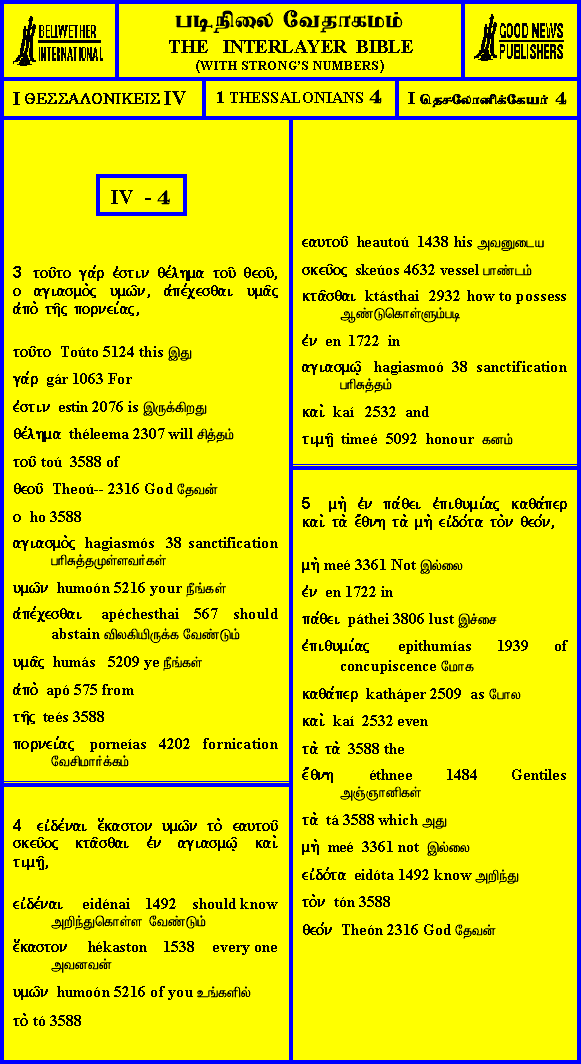 BELLWETHER
INTERNATIONAL
படிநிலை வேதாகமம்
THE INTERLAYER BIBLE
(WITH STRONG'S NUMBERS)
GOOD NEWS
PUBLISHERS
I ΘΕΣΣΑΛΟΝΙΚΕΙΣ IV
1 THESSALONIANS 4
I தெசலோனிக்கேயர் 4
IV - 4
3 τοῦτο γάρ ἐστιν θέλημα τοῦ θεοῦ,
ο αγιασμὸς υμῶν, ἀπέχεσθαι υμᾶς
ἀπὸ τῆς πορνείας,
τοῦτο Toúto 5124 this இது
γάρ gár 1063 For
ἐστιν estin 2076 is இருக்கிறது
θέλημα théleema 2307 will சித்தம்
τοῦ toú 3588 of
θεοῦ Theoú-- 2316 God தேவன்
ο ho 3588
αγιασμὸς hagiasmós 38 sanctification
பரிசுத்தமுள்ளவர்கள்
υμῶν humoón 5216 your நீங்கள்
ἀπέχεσθαι apéchesthai 567 should
abstain விலகியிருக்க வேண்டும்
υμᾶς humás 5209 ye நீங்கள்
ἀπὸ apó 575 from
τῆς teés 3588
πορνείας porneías 4202 fornication
வேசிமார்க்கம்
4 εἰδέναι ἕκαστον υμῶν τὸ εαυτοῦ
σκεῦος κτᾶσθαι ἐν αγιασμῷ καὶ
τιμῇ,
εἰδέναι eidénai 1492 should know
அறிந்துகொள்ள வேண்டும்
ἕκαστον hékaston 1538 every one
அவனவன்
υμῶν humoón 5216 of you உங்களில்
τὸ tó 3588
εαυτοῦ heautoú 1438 his அவனுடைய
σκεῦος skeúos 4632 vessel பாண்டம்
κτᾶσθαι ktásthai 2932 how to possess
ஆண்டுகொள்ளும்படி
ἐν en 1722 in
αγιασμῷ hagiasmoó 38 sanctification
பரிசுத்தம்
καὶ kaí 2532 and
τιμῇ timeé 5092 honour கனம்
5 μὴ ἐν πάθει ἐπιθυμίας καθάπερ
καὶ τὰ ἔθνη τὰ μὴ εἰδότα τὸν θεόν,
μὴ meé 3361 Not இல்லை
ἐν en 1722 in
πάθει páthei 3806 lust இச்சை
ἐπιθυμίας epithumías 1939 of
concupiscence மோக
καθάπερ katháper 2509 as போல
καὶ kaí 2532 even
τὰ τὰ 3588 the
ἔθνη éthnee 1484 Gentiles
அஞ்ஞானிகள்
τὰ tá 3588 which அது
μὴ meé 3361 not இல்லை
εἰδότα eidóta 1492 know அறிந்து
τὸν tón 3588
θεόν Theón 2316 God தேவன்